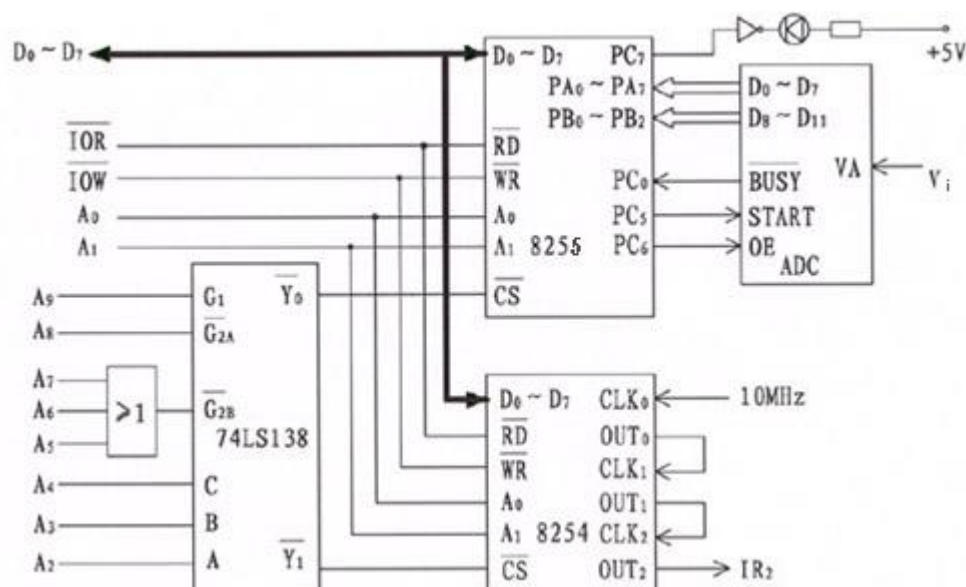 D0~D7
D0~D7 PC7
+5V
PA0~PA7
D0~D7
PB0~PB2
D8~D11
IOR
RD
VA
Vi
IOW
WR
PC0
BUSY
A0
A0
PC5
START
A1
A1 8255 PC6
OE
ADC
A9
G1
Y0
CS
A8
G2A
A7
A6
A5
≥1
G2B
74LS138
D0~D7 CLK0
10MHz
RD
OUT0
WR
CLK1
A4
C
A0
OUT1
A3
B
A1 8254 CLK2
A2
A
Y1
CS
OUT2
IR2